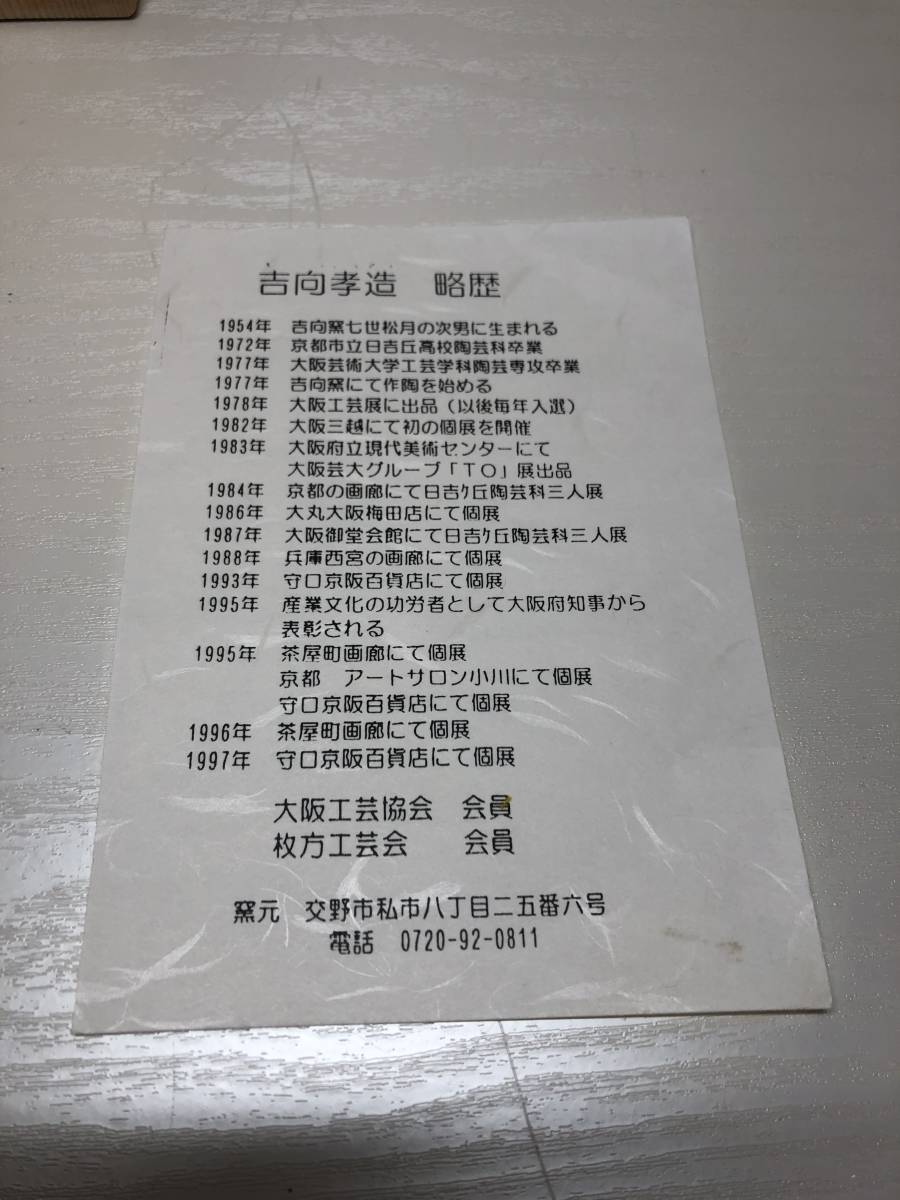 吉向孝造　略歴
1954年　吉向窯七世松月の次男に生まれる
1972年　京都市立日吉丘高校陶芸科卒業
1977年　大阪芸術大学工芸学科陶芸専攻卒業
1977年　吉向窯にて作陶を始める
1978年　大阪工芸展に出品（以後毎年入選）
1982年　大阪三越にて初の個展を開催
1983年　大阪府立現代美術センターにて
大阪芸大グループ「TO」展出品
1984年　京都の画廊にて日吉ケ丘陶芸科三人展
1986年　大丸大阪梅田店にて個展
1987年　大阪御堂会館にて日吉ケ丘陶芸科三人展
1988年　兵庫西宮の画廊にて個展
1993年　守口京阪百貨店にて個展
1995年　産業文化の功労者として大阪府知事から
表彰される
1995年　茶屋町画廊にて個展
京都　アートサロン小川にて個展
守口京阪百貨店にて個展
1996年　茶屋町画廊にて個展
1997年　守口京阪百貨店にて個展
大阪工芸協会　会員
枚方工芸会　会員
窯元　交野市私市八丁目二五番六号
電話　0720-92-0811